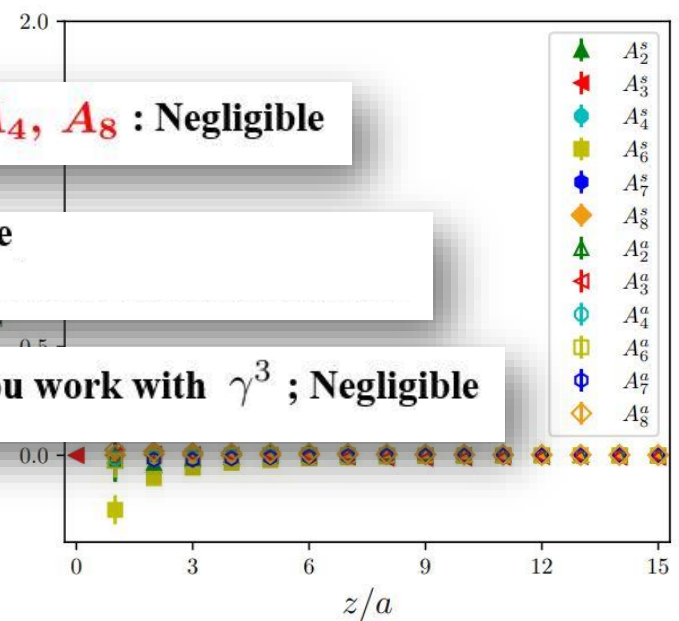 2.0
A₄, A₈ : Negligible
e
0.5
ou work with γ³ ; Negligible
0.0
0 3 6 9 12 15
z/a
A₂ˢ
A₃ˢ
A₄ˢ
A₆ˢ
A₇ˢ
A₈ˢ
A₂ᵃ
A₃ᵃ
A₄ᵃ
A₆ᵃ
A₇ᵃ
A₈ᵃ